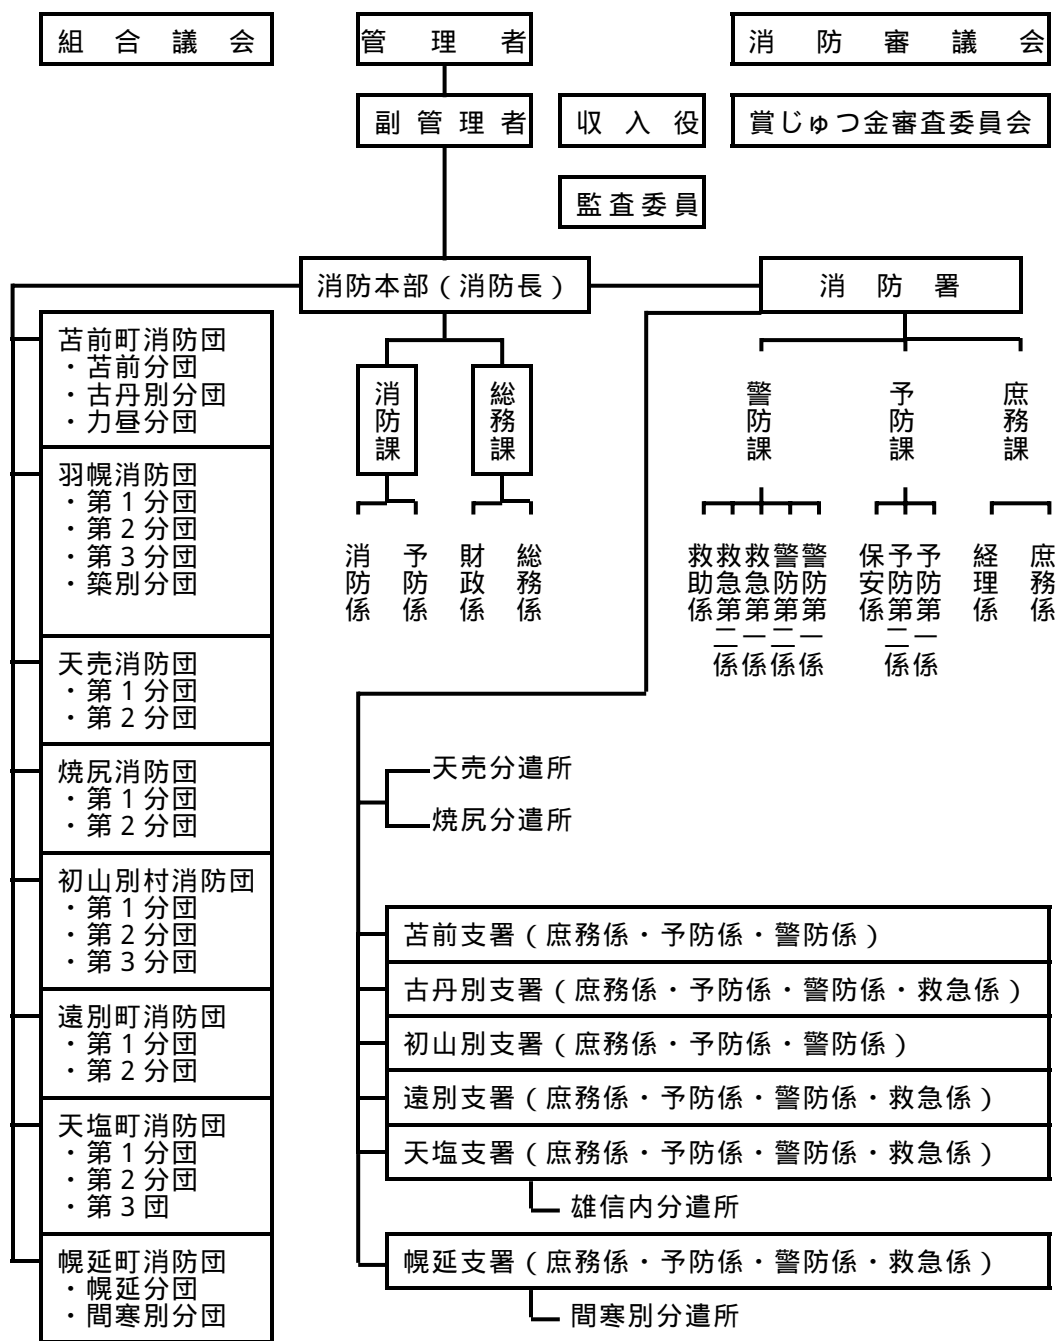 組合議会
管理者
消防審議会
副管理者
収入役
賞じゅつ金審査委員会
監査委員
消防本部（消防長）
消防署
苫前町消防団
・苫前分団
・古丹別分団
・力昼分団
羽幌消防団
・第1分団
・第2分団
・第3分団
・築別分団
天売消防団
・第1分団
・第2分団
焼尻消防団
・第1分団
・第2分団
初山別村消防団
・第1分団
・第2分団
・第3分団
遠別町消防団
・第1分団
・第2分団
天塩町消防団
・第1分団
・第2分団
・第3団
幌延町消防団
・幌延分団
・間寒別分団
消防課
総務課
消防係
予防係
財政係
総務係
警防課
予防課
庶務課
救助係
救急第二係
救急第一係
警防第二係
警防第一係
保安係
予防第二係
予防第一係
経理係
庶務係
天売分遣所
焼尻分遣所
苫前支署（庶務係・予防係・警防係）
古丹別支署（庶務係・予防係・警防係・救急係）
初山別支署（庶務係・予防係・警防係）
遠別支署（庶務係・予防係・警防係・救急係）
天塩支署（庶務係・予防係・警防係・救急係）
雄信内分遣所
幌延支署（庶務係・予防係・警防係・救急係）
間寒別分遣所